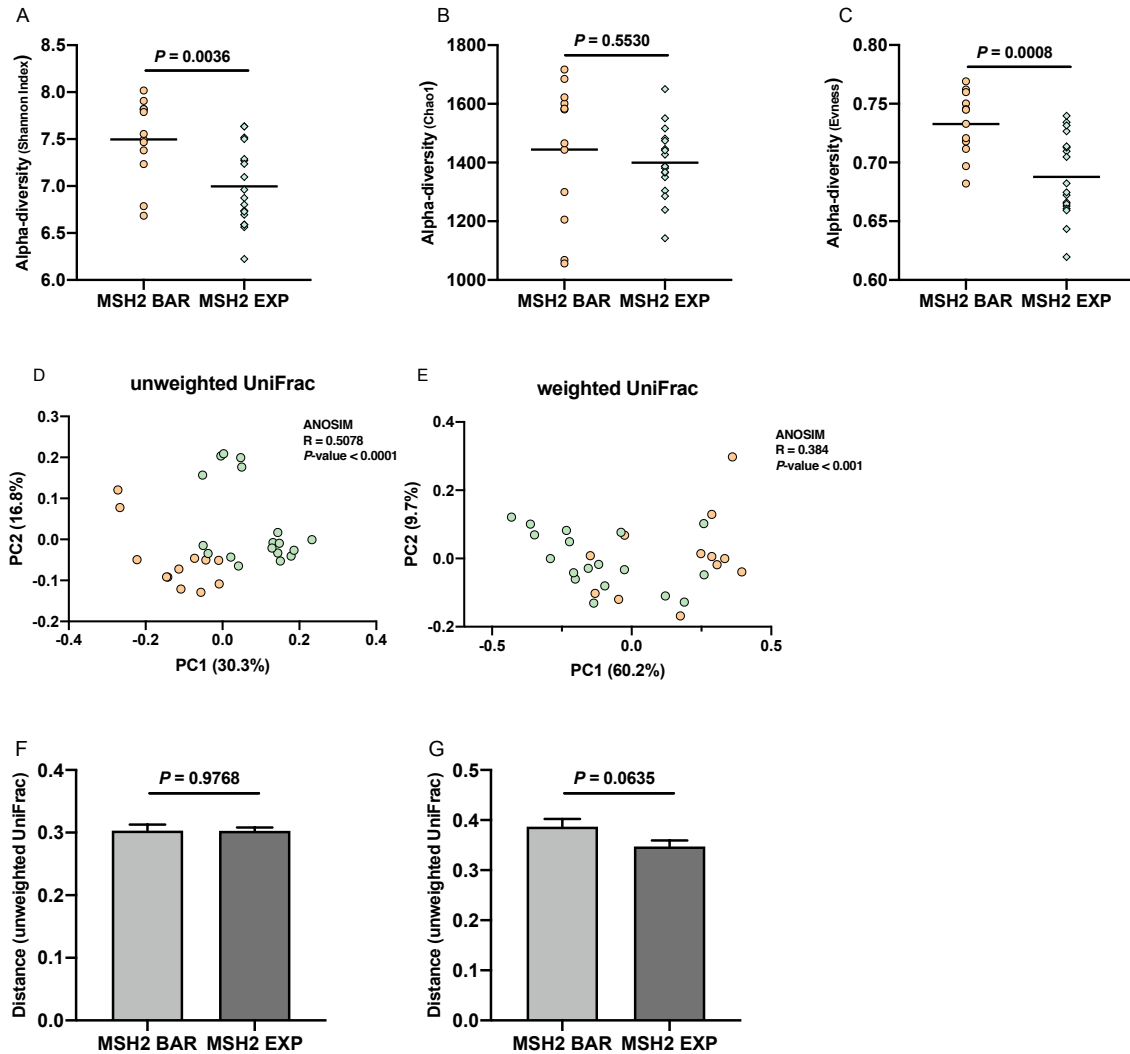 A
P = 0.0036
Alpha-diversity (Shannon Index)
8.5
8.0
7.5
7.0
6.5
6.0
MSH2 BAR MSH2 EXP
B
P = 0.5530
Alpha-diversity (Chao1)
1800
1600
1400
1200
1000
MSH2 BAR MSH2 EXP
C
P = 0.0008
Alpha-diversity (Evness)
0.80
0.75
0.70
0.65
0.60
MSH2 BAR MSH2 EXP
D
unweighted UniFrac
ANOSIM
R = 0.5078
P-value < 0.0001
PC2 (16.8%)
0.3
0.2
0.1
0.0
-0.1
-0.2
-0.4 -0.2 0.0 0.2 0.4
PC1 (30.3%)
E
weighted UniFrac
ANOSIM
R = 0.384
P-value < 0.001
PC2 (9.7%)
0.4
0.2
0.0
-0.2
-0.5 0.0 0.5
PC1 (60.2%)
F
P = 0.9768
Distance (unweighted UniFrac)
0.4
0.3
0.2
0.1
0.0
MSH2 BAR MSH2 EXP
G
P = 0.0635
Distance (unweighted UniFrac)
0.5
0.4
0.3
0.2
0.1
0.0
MSH2 BAR MSH2 EXP